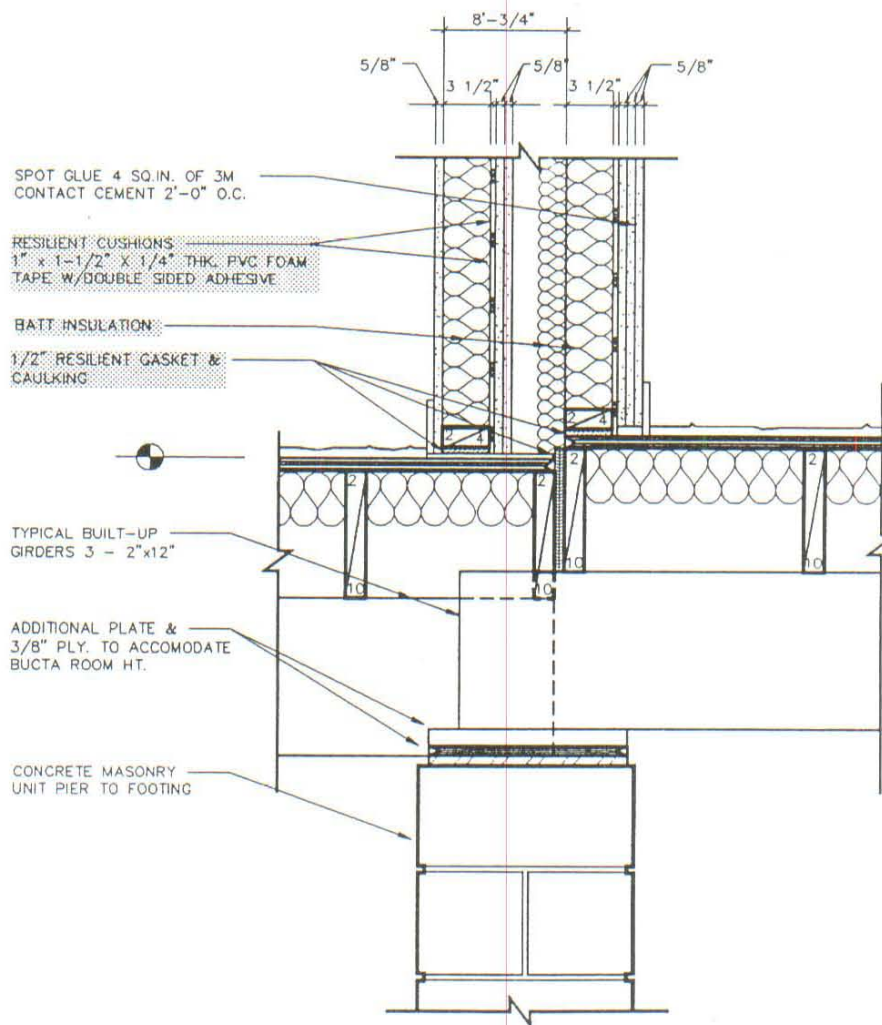 8'-3/4"
5/8" 3 1/2" 5/8" 3 1/2" 5/8"
SPOT GLUE 4 SQ.IN. OF 3M
CONTACT CEMENT 2'-0" O.C.
RESILIENT CUSHIONS
1" x 1-1/2" X 1/4" THK. PVC FOAM
TAPE W/DOUBLE SIDED ADHESIVE
BATT INSULATION
1/2" RESILIENT GASKET &
CAULKING
2 4
2 4
2 2 2 2
10 10 10 10
TYPICAL BUILT-UP
GIRDERS 3 - 2"x12"
ADDITIONAL PLATE &
3/8" PLY. TO ACCOMODATE
BUCTA ROOM HT.
CONCRETE MASONRY
UNIT PIER TO FOOTING